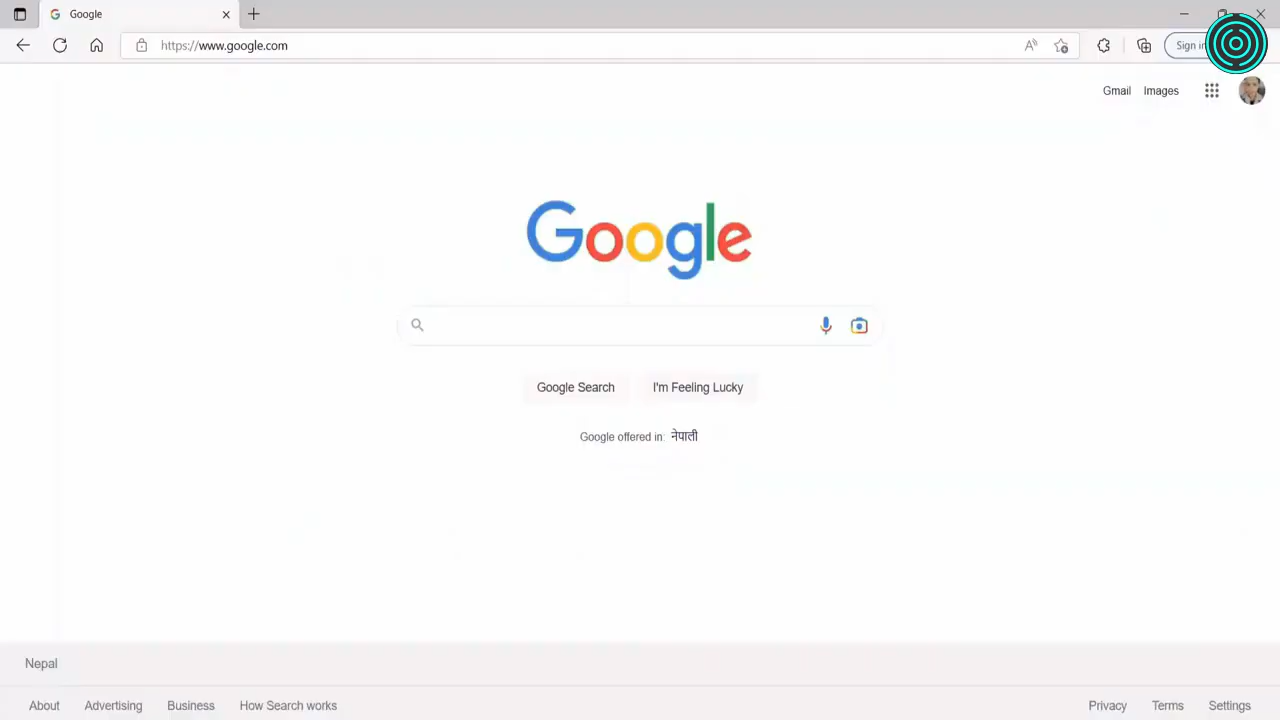 Google
https://www.google.com
Sign in
Gmail Images
Google
Google Search I'm Feeling Lucky
Google offered in: नेपाली
Nepal
About Advertising Business How Search works Privacy Terms Settings